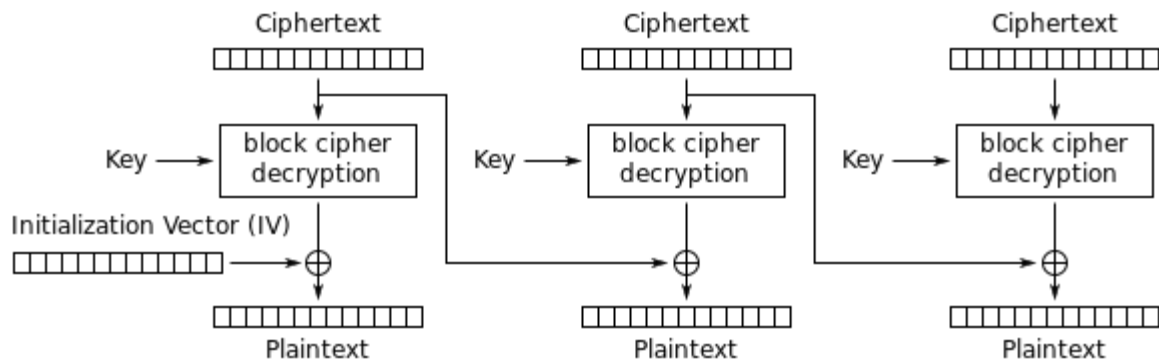 Ciphertext
Ciphertext
Ciphertext
Key
block cipher
decryption
Key
block cipher
decryption
Key
block cipher
decryption
Initialization Vector (IV)
Plaintext
Plaintext
Plaintext